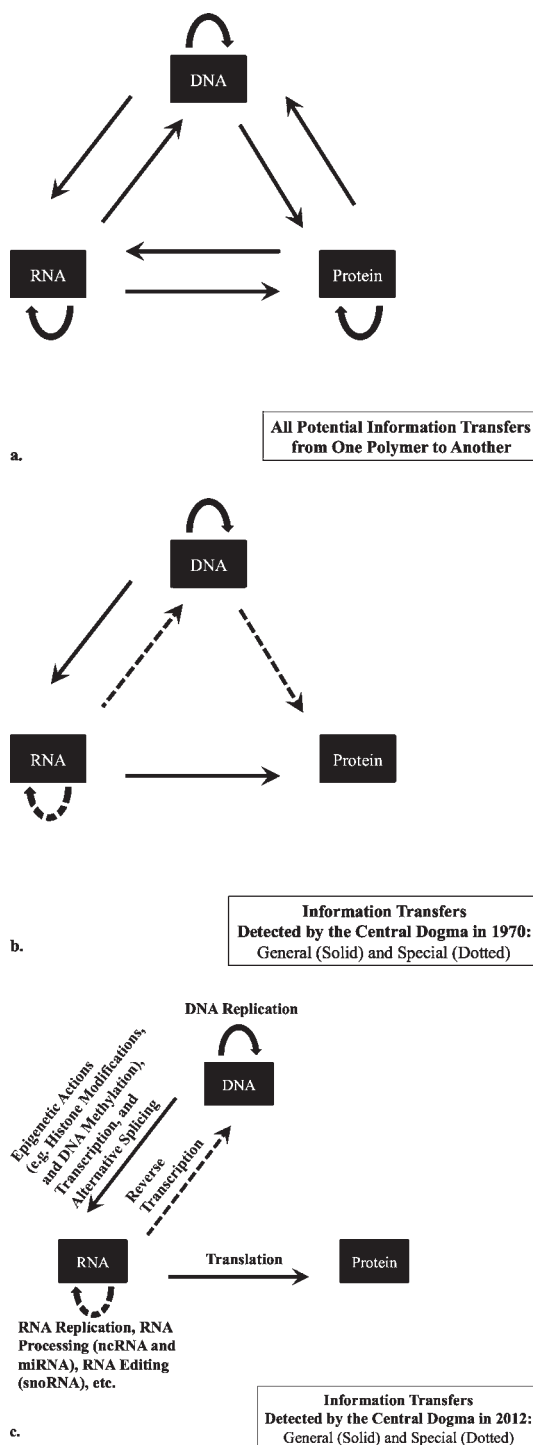 DNA
RNA
Protein
All Potential Information Transfers
from One Polymer to Another
a.
DNA
RNA
Protein
Information Transfers
Detected by the Central Dogma in 1970:
General (Solid) and Special (Dotted)
b.
DNA Replication
DNA
Epigenetic Actions
(e.g. Histone Modifications,
and DNA Methylation),
Transcription, and
Alternative Splicing
Reverse
Transcription
RNA
Translation
Protein
RNA Replication, RNA
Processing (ncRNA and
miRNA), RNA Editing
(snoRNA), etc.
Information Transfers
Detected by the Central Dogma in 2012:
General (Solid) and Special (Dotted)
c.